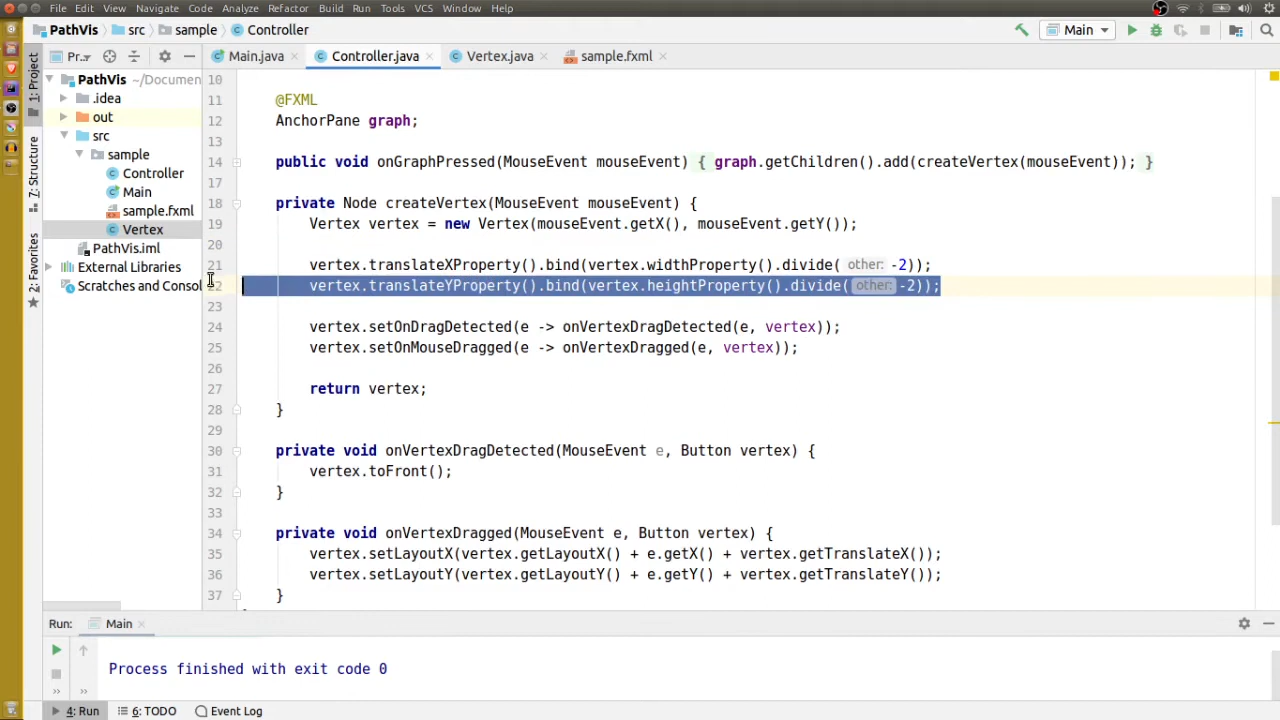 File Edit View Navigate Code Analyze Refactor Build Run Tools VCS Window Help
PathVis src sample Controller Main
1: Project
7: Structure
2: Favorites
Pr... Main.java Controller.java Vertex.java sample.fxml
PathVis ~/Documen
.idea
out
src
sample
Controller
Main
sample.fxml
Vertex
PathVis.iml
External Libraries
Scratches and Consol
10
11 @FXML
12 AnchorPane graph;
13
14 public void onGraphPressed(MouseEvent mouseEvent) { graph.getChildren().add(createVertex(mouseEvent)); }
17
18 private Node createVertex(MouseEvent mouseEvent) {
19 Vertex vertex = new Vertex(mouseEvent.getX(), mouseEvent.getY());
20
21 vertex.translateXProperty().bind(vertex.widthProperty().divide( other: -2));
22 vertex.translateYProperty().bind(vertex.heightProperty().divide( other: -2));
23
24 vertex.setOnDragDetected(e -> onVertexDragDetected(e, vertex));
25 vertex.setOnMouseDragged(e -> onVertexDragged(e, vertex));
26
27 return vertex;
28 }
29
30 private void onVertexDragDetected(MouseEvent e, Button vertex) {
31 vertex.toFront();
32 }
33
34 private void onVertexDragged(MouseEvent e, Button vertex) {
35 vertex.setLayoutX(vertex.getLayoutX() + e.getX() + vertex.getTranslateX());
36 vertex.setLayoutY(vertex.getLayoutY() + e.getY() + vertex.getTranslateY());
37 }
Run: Main
Process finished with exit code 0
4: Run 6: TODO Event Log